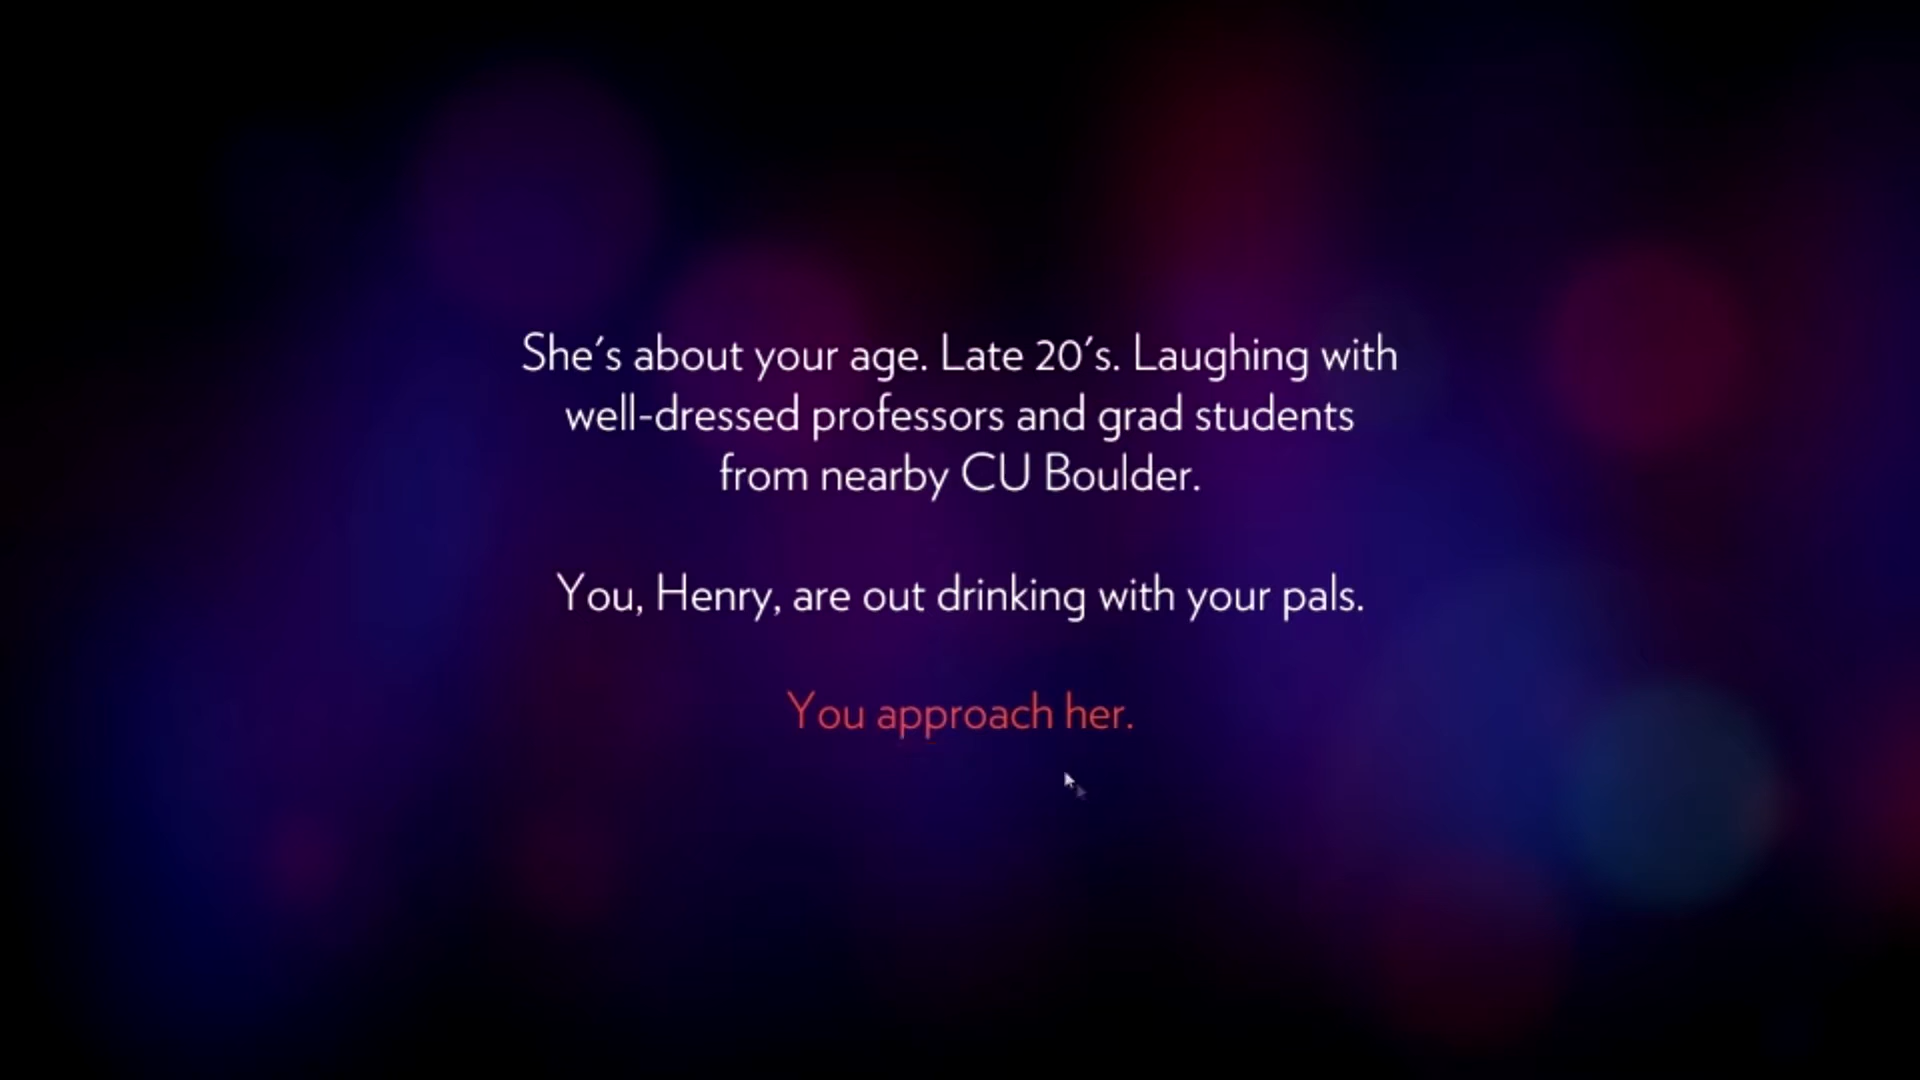 She's about your age. Late 20's. Laughing with
well-dressed professors and grad students
from nearby CU Boulder.
You, Henry, are out drinking with your pals.
You approach her.